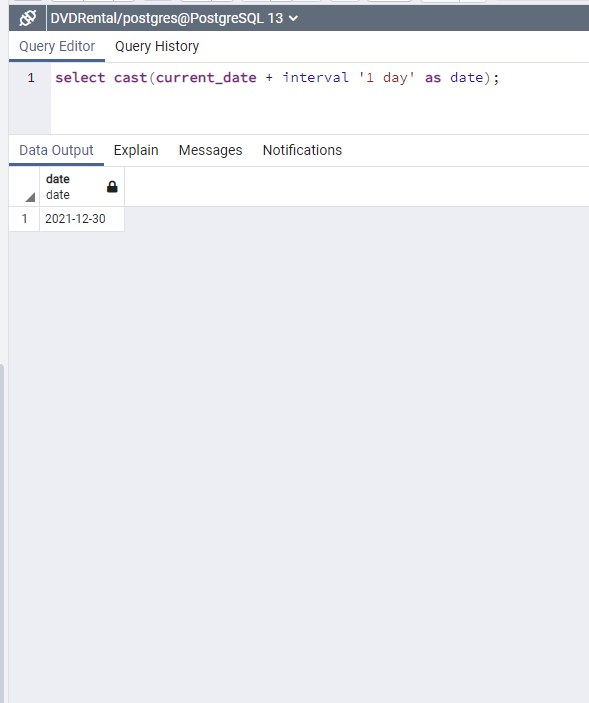 DVDRental/postgres@PostgreSQL 13
Query Editor Query History
1 select cast(current_date + interval '1 day' as date);
Data Output Explain Messages Notifications
date
date
1 2021-12-30